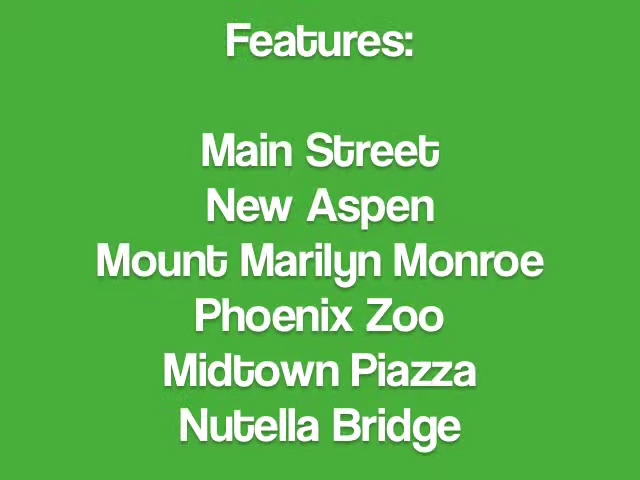 Features:
Main Street
New Aspen
Mount Marilyn Monroe
Phoenix Zoo
Midtown Piazza
Nutella Bridge